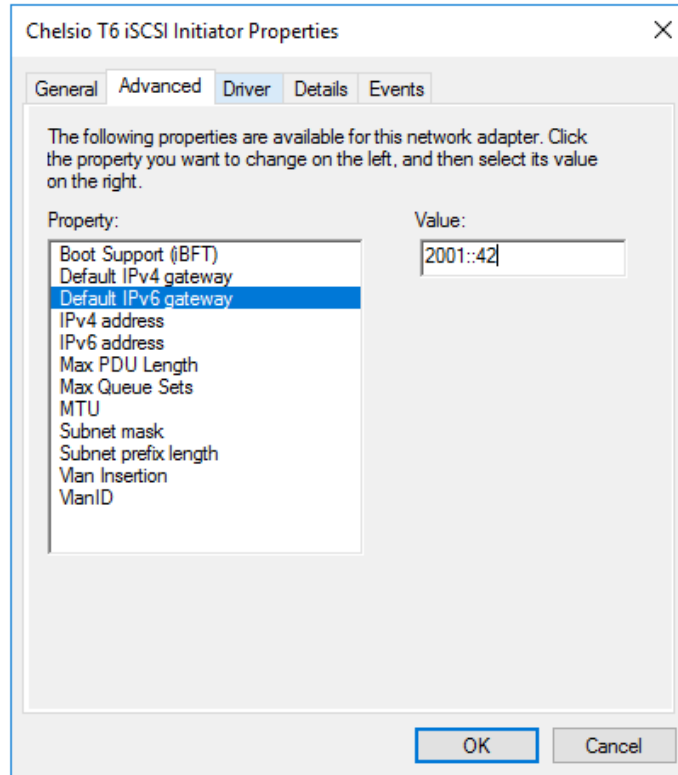 Chelsio T6 iSCSI Initiator Properties
General Advanced Driver Details Events
The following properties are available for this network adapter. Click
the property you want to change on the left, and then select its value
on the right.
Property: Value:
Boot Support (iBFT) 2001::42
Default IPv4 gateway
Default IPv6 gateway
IPv4 address
IPv6 address
Max PDU Length
Max Queue Sets
MTU
Subnet mask
Subnet prefix length
Vlan Insertion
VlanID
OK Cancel